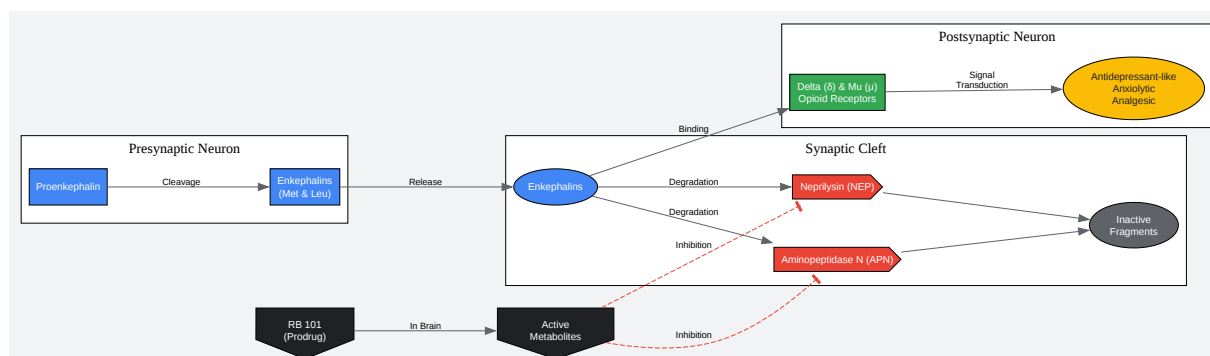 Postsynaptic Neuron
Delta (δ) & Mu (μ)
Opioid Receptors
Signal
Transduction
Antidepressant-like
Anxiolytic
Analgesic
Binding
Presynaptic Neuron
Proenkephalin
Cleavage
Enkephalins
(Met & Leu)
Release
Synaptic Cleft
Enkephalins
Degradation
Neprilysin (NEP)
Degradation
Inhibition
Aminopeptidase N (APN)
Inactive
Fragments
RB 101
(Prodrug)
In Brain
Active
Metabolites
Inhibition